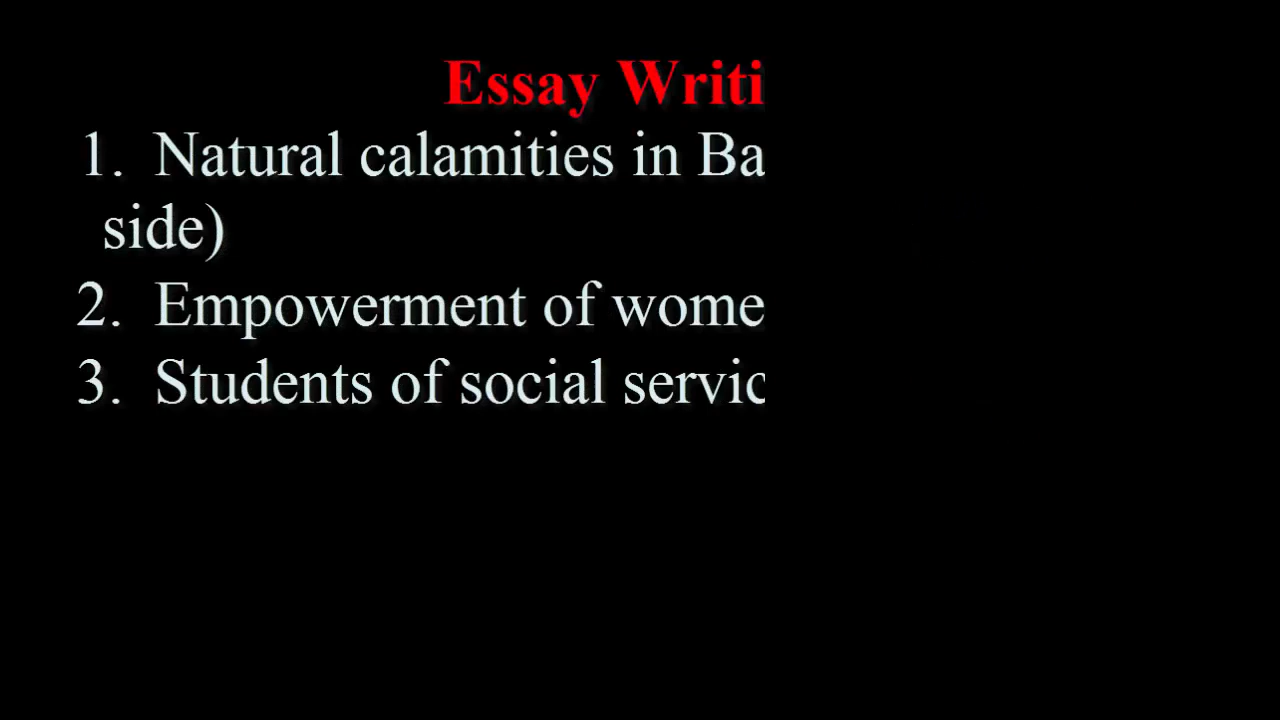 Essay Writi
1. Natural calamities in Ba
side)
2. Empowerment of wome
3. Students of social servic